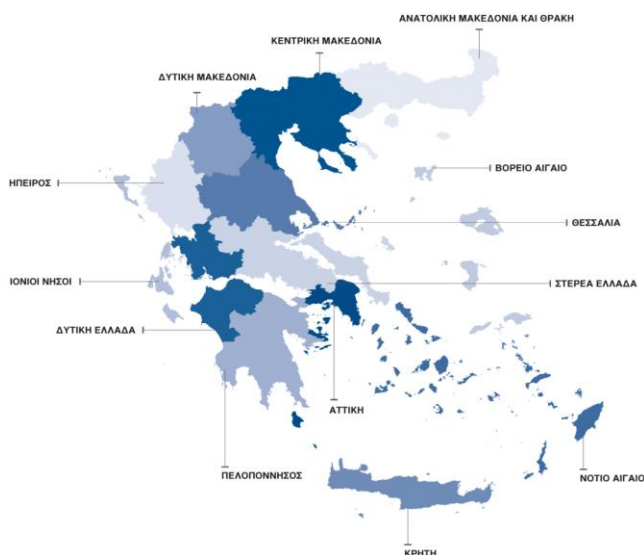 ΑΝΑΤΟΛΙΚΗ ΜΑΚΕΔΟΝΙΑ ΚΑΙ ΘΡΑΚΗ
ΚΕΝΤΡΙΚΗ ΜΑΚΕΔΟΝΙΑ
ΔΥΤΙΚΗ ΜΑΚΕΔΟΝΙΑ
ΒΟΡΕΙΟ ΑΙΓΑΙΟ
ΗΠΕΙΡΟΣ
ΘΕΣΣΑΛΙΑ
ΙΟΝΙΟΙ ΝΗΣΟΙ
ΣΤΕΡΕΑ ΕΛΛΑΔΑ
ΔΥΤΙΚΗ ΕΛΛΑΔΑ
ΑΤΤΙΚΗ
ΠΕΛΟΠΟΝΝΗΣΟΣ
ΝΟΤΙΟ ΑΙΓΑΙΟ
ΚΡΗΤΗ